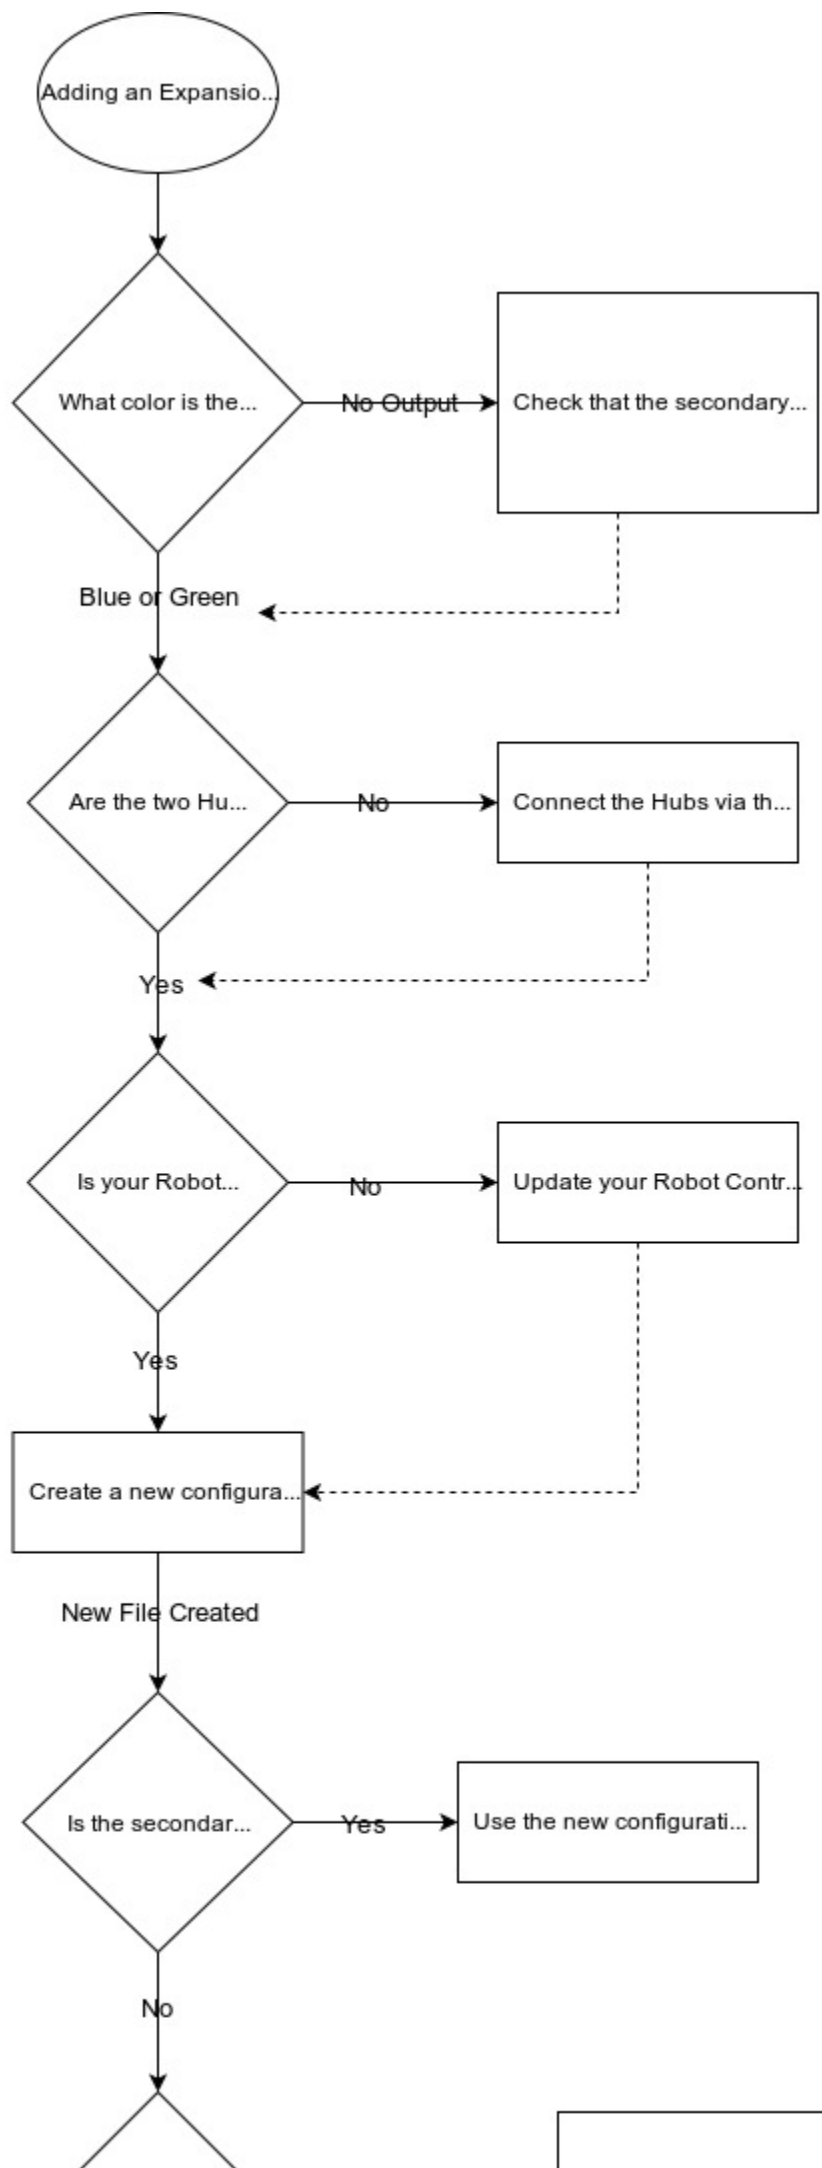 Adding an Expansio...
What color is the...
No Output
Check that the secondary...
Blue or Green
Are the two Hu...
No
Connect the Hubs via th...
Yes
Is your Robot...
No
Update your Robot Contr...
Yes
Create a new configura...
New File Created
Is the secondar...
Yes
Use the new configurati...
No